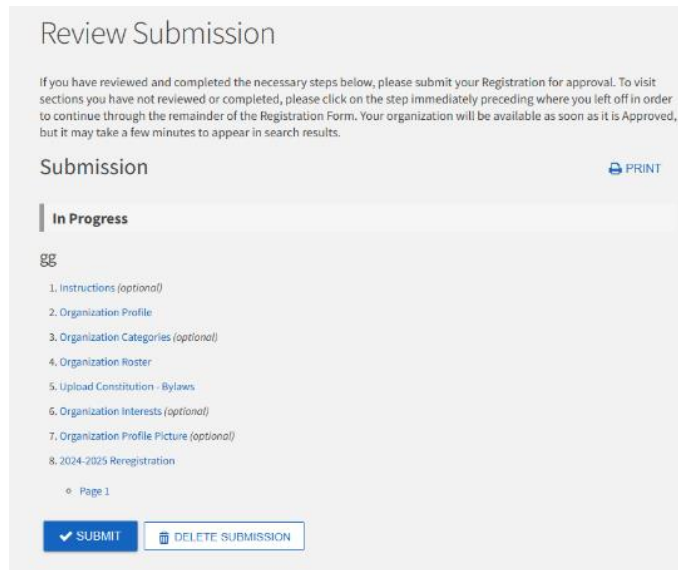 Review Submission
If you have reviewed and completed the necessary steps below, please submit your Registration for approval. To visit
sections you have not reviewed or completed, please click on the step immediately preceding where you left off in order
to continue through the remainder of the Registration Form. Your organization will be available as soon as it is Approved,
but it may take a few minutes to appear in search results.
Submission
PRINT
In Progress
gg
1. Instructions (optional)
2. Organization Profile
3. Organization Categories (optional)
4. Organization Roster
5. Upload Constitution - Bylaws
6. Organization Interests (optional)
7. Organization Profile Picture (optional)
8. 2024-2025 Reregistration
Page 1
SUBMIT
DELETE SUBMISSION